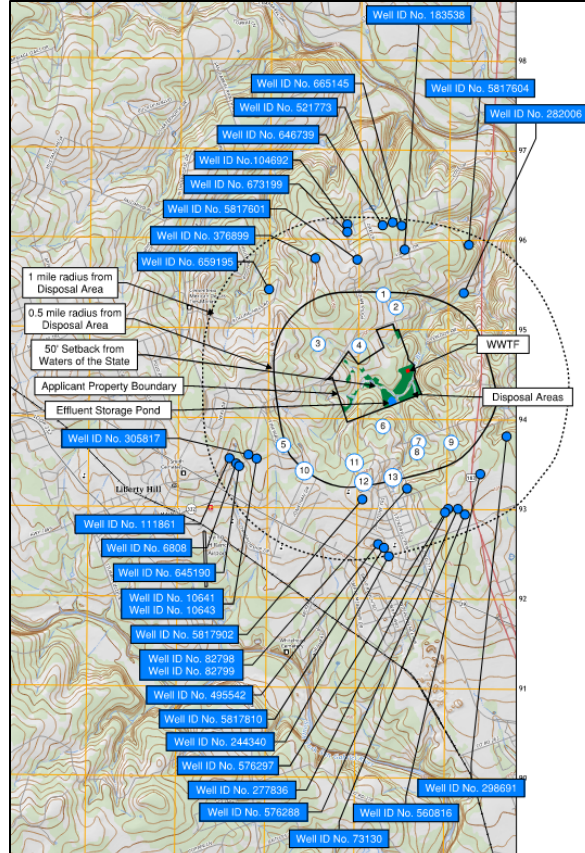 Well ID No. 183538
Well ID No. 665145
Well ID No. 5817604
Well ID No. 521773
Well ID No. 282006
Well ID No. 646739
Well ID No.104692
Well ID No. 673199
Well ID No. 5817601
Well ID No. 376899
Well ID No. 659195
1 mile radius from
Disposal Area
0.5 mile radius from
Disposal Area
50' Setback from
Waters of the State
Applicant Property Boundary
Effluent Storage Pond
WWTF
Disposal Areas
98
97
96
95
94
93
92
91
1
2
3
4
5
6
7
8
9
10
11
12
13
183
332
Liberty Hill
Cemetery
Cemetery
Well ID No. 305817
Well ID No. 111861
Well ID No. 6808
Well ID No. 645190
Well ID No. 10641
Well ID No. 10643
Well ID No. 5817902
Well ID No. 82798
Well ID No. 82799
Well ID No. 495542
Well ID No. 5817810
Well ID No. 244340
Well ID No. 576297
Well ID No. 277836
Well ID No. 576288
Well ID No. 73130
Well ID No. 560816
Well ID No. 298691